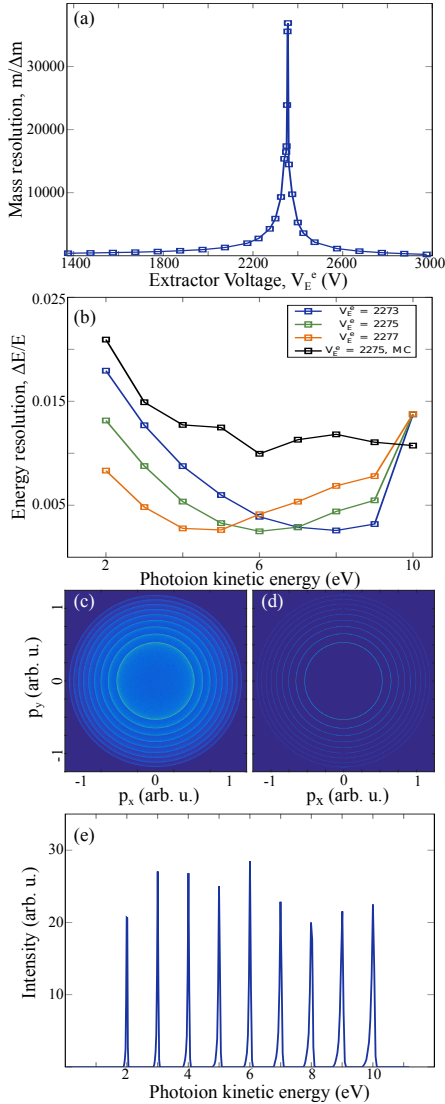 (a)
Mass resolution, m/Δm
30000
20000
10000
1400 1800 2200 2600 3000
Extractor Voltage, V_E^e (V)
0.025
(b)
V_E^e = 2273
V_E^e = 2275
V_E^e = 2277
V_E^e = 2275, MC
Energy resolution, ΔE/E
0.015
0.005
2 4 6 8 10
Photoion kinetic energy (eV)
(c) (d)
p_y (arb. u.)
1
0
-1
-1 0 1 -1 0 1
p_x (arb. u.) p_x (arb. u.)
(e)
Intensity (arb. u.)
30
20
10
2 4 6 8 10
Photoion kinetic energy (eV)